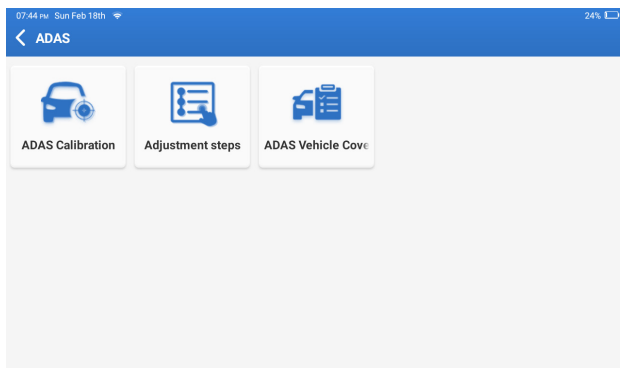 07:44 PM Sun Feb 18th
24%
ADAS
ADAS Calibration
Adjustment steps
ADAS Vehicle Cove